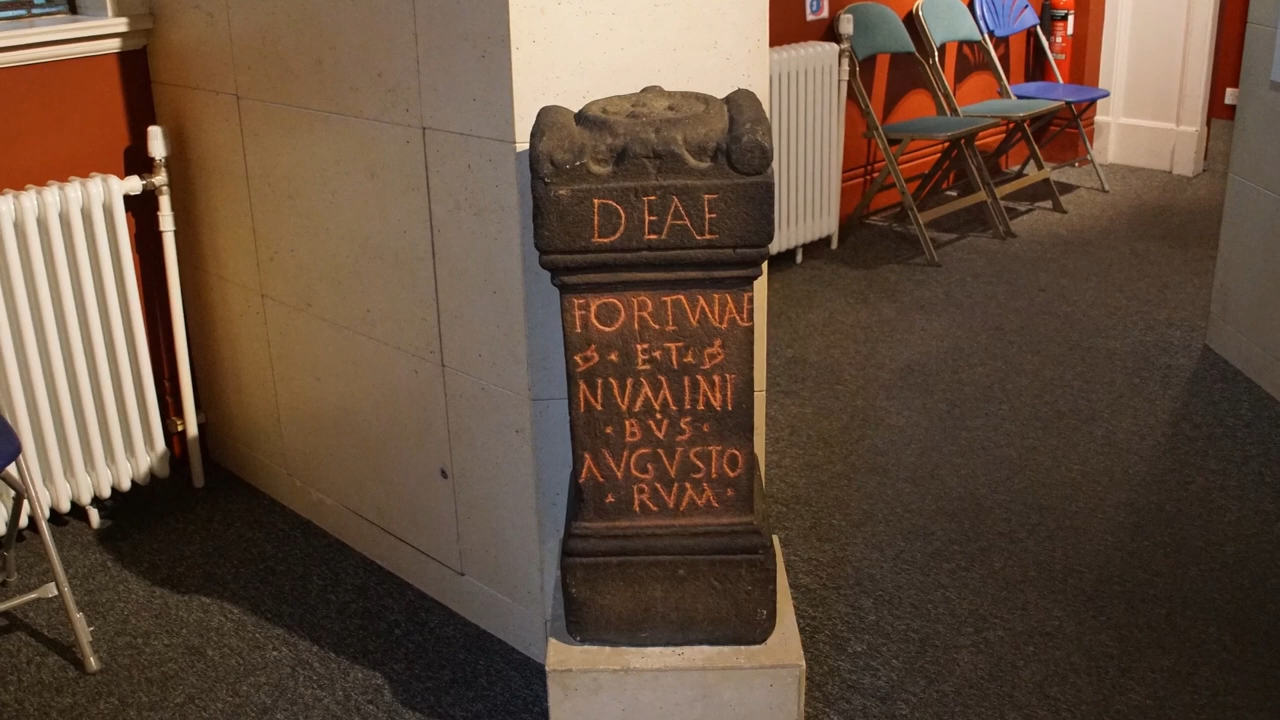 DEAE
FORTVNAE
· ET ·
NVMINI
· BVS ·
AVGVSTO
· RVM ·